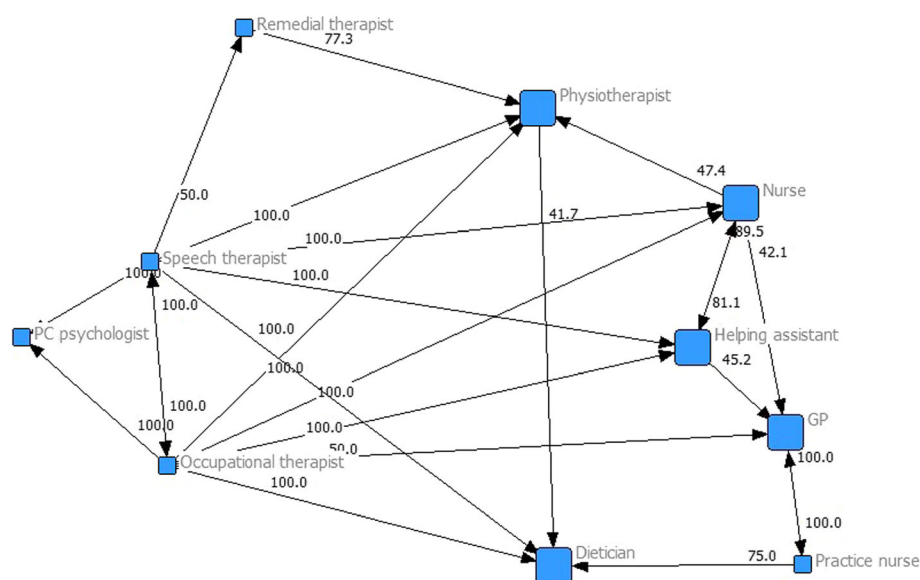 Remedial therapist
77.3
Physiotherapist
47.4
Nurse
50.0
100.0
41.7
89.5
42.1
100.0
Speech therapist
100.0
100.0
100.0
81.1
PC psychologist
100.0
Helping assistant
45.2
100.0
100.0
100.0
GP
100.0
100.0
50.0
100.0
Occupational therapist
100.0
100.0
Dietician
75.0
Practice nurse